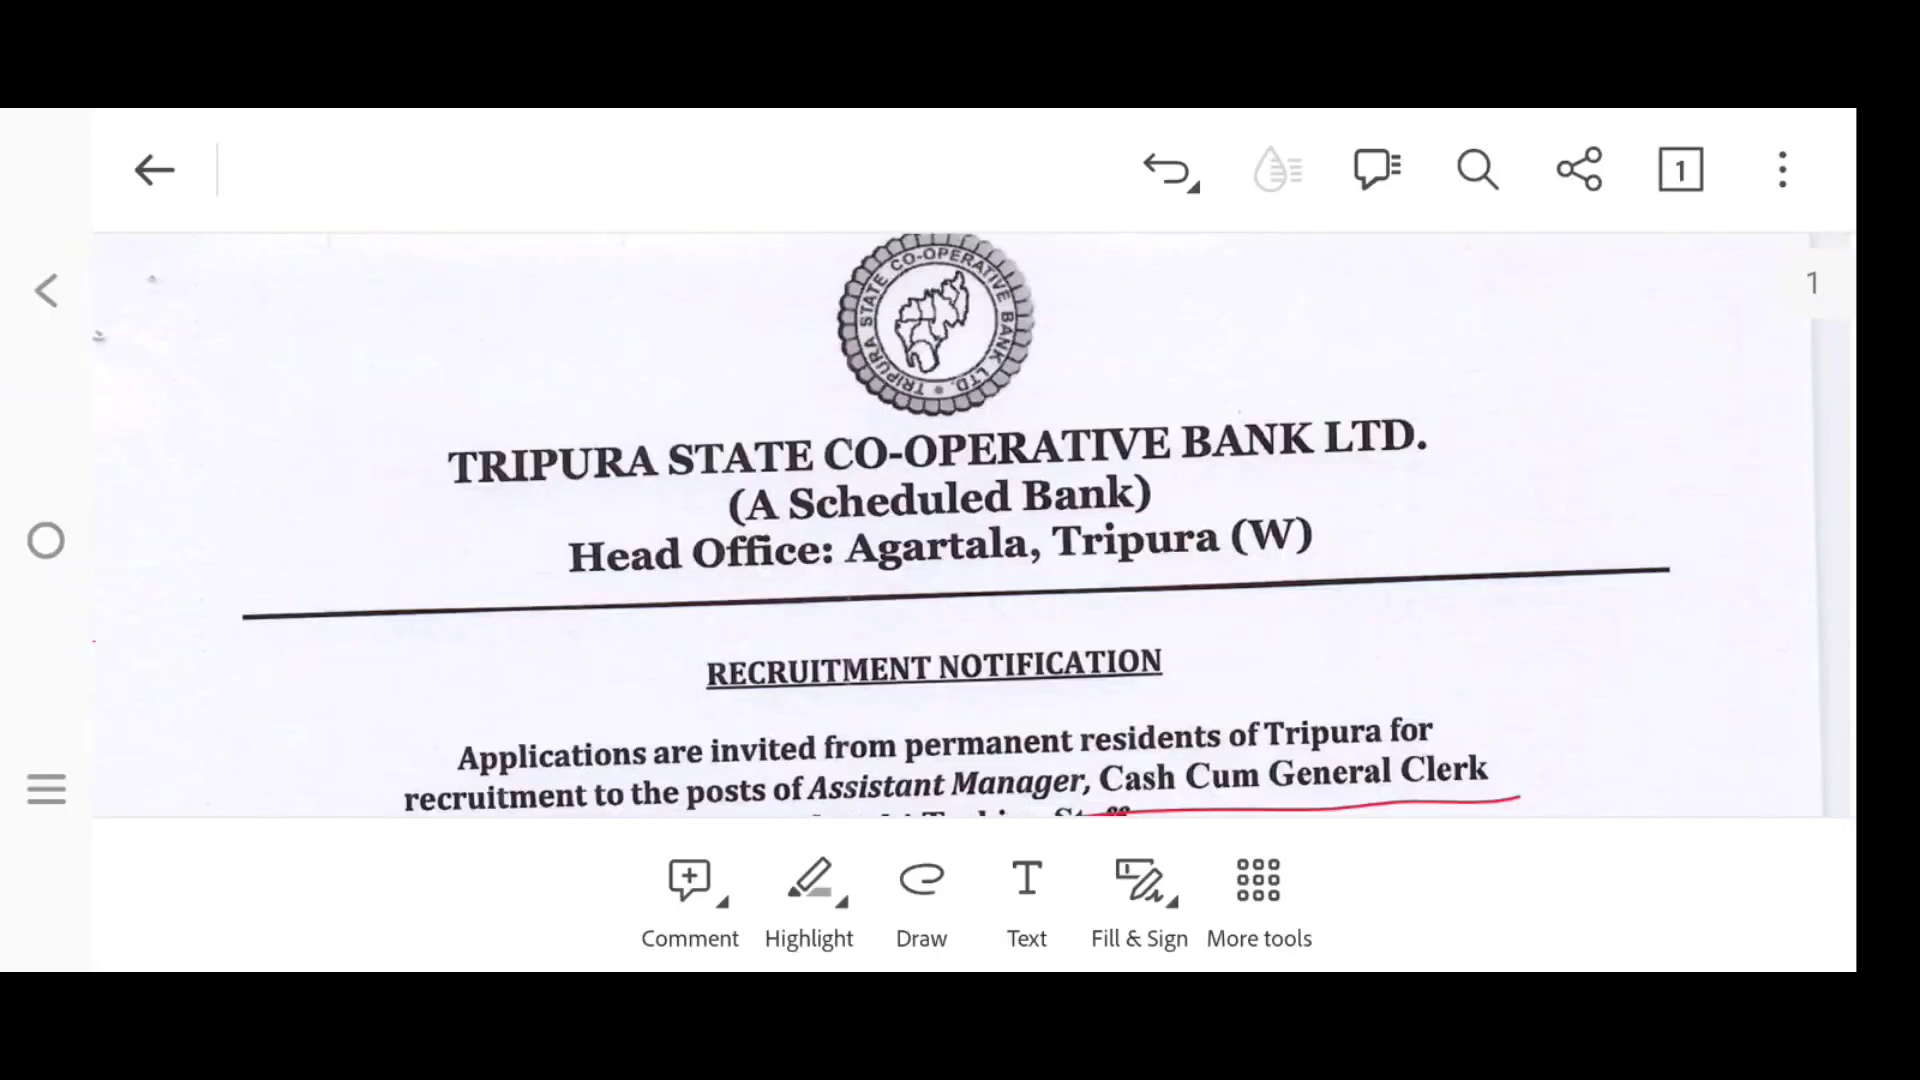 1
1
TRIPURA STATE CO-OPERATIVE BANK LTD.
TRIPURA STATE CO-OPERATIVE BANK LTD.
(A Scheduled Bank)
Head Office: Agartala, Tripura (W)
RECRUITMENT NOTIFICATION
Applications are invited from permanent residents of Tripura for
recruitment to the posts of Assistant Manager, Cash Cum General Clerk
Comment Highlight Draw Text Fill & Sign More tools